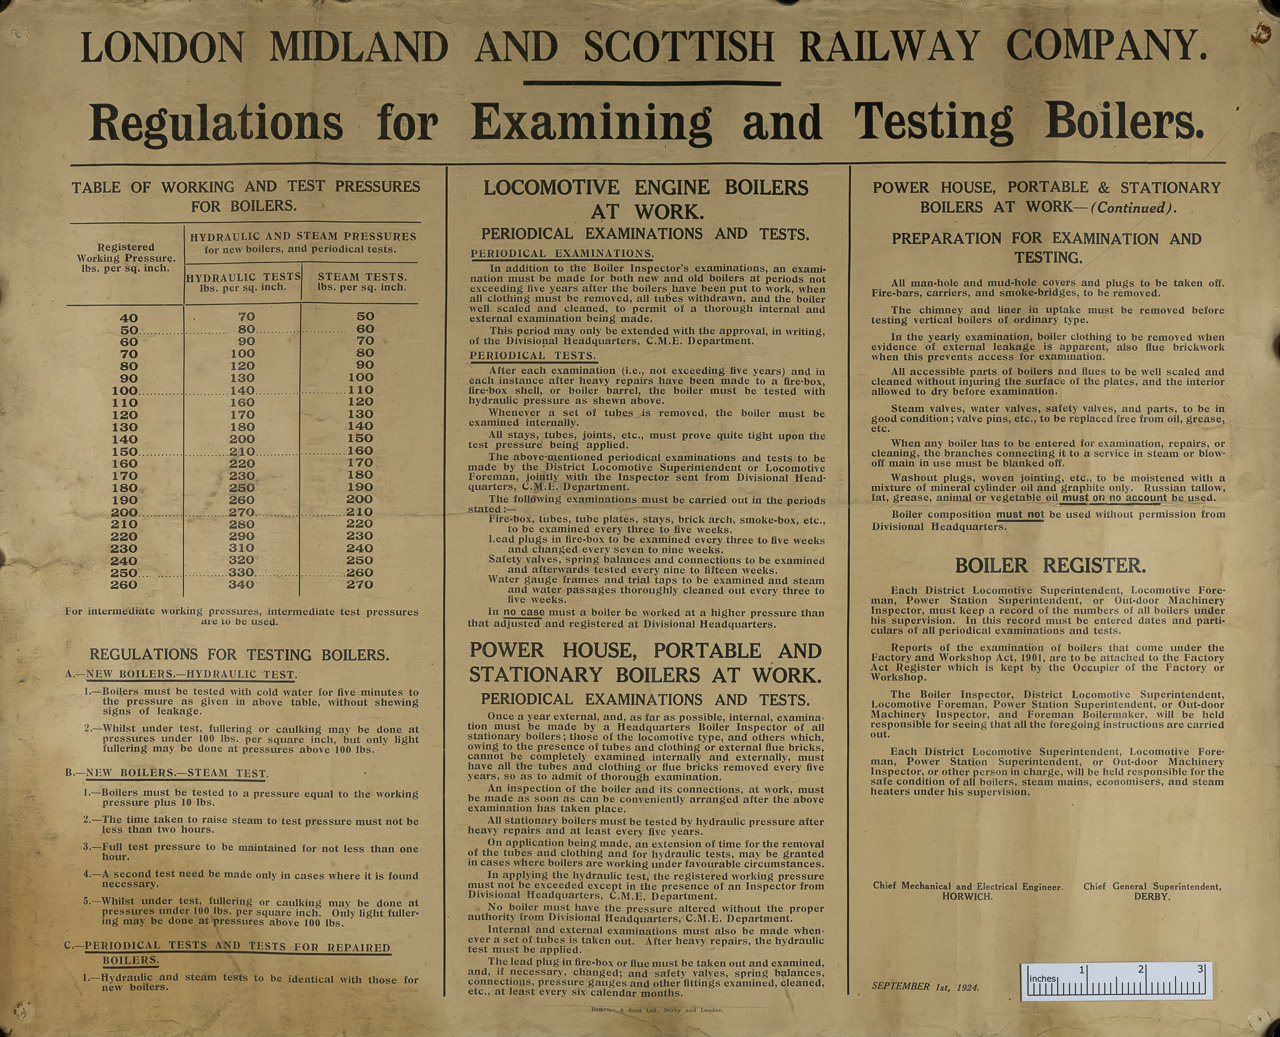 LONDON MIDLAND AND SCOTTISH RAILWAY COMPANY.
Regulations for Examining and Testing Boilers.
TABLE OF WORKING AND TEST PRESSURES
FOR BOILERS.
Registered
Working Pressure.
lbs. per sq. inch.
HYDRAULIC AND STEAM PRESSURES
for new boilers, and periodical tests.
HYDRAULIC TESTS
lbs. per sq. inch.
STEAM TESTS.
lbs. per sq. inch.
40 70 50
50 80 60
60 90 70
70 100 80
80 120 90
90 130 100
100 140 110
110 160 120
120 170 130
130 180 140
140 200 150
150 210 160
160 220 170
170 230 180
180 250 190
190 260 200
200 270 210
210 280 220
220 290 230
230 310 240
240 320 250
250 330 260
260 340 270
For intermediate working pressures, intermediate test pressures
are to be used.
REGULATIONS FOR TESTING BOILERS.
A.—NEW BOILERS.—HYDRAULIC TEST.
1.—Boilers must be tested with cold water for five minutes to
the pressure as given in above table, without shewing
signs of leakage.
2.—Whilst under test, fullering or caulking may be done at
pressures under 100 lbs. per square inch, but only light
fullering may be done at pressures above 100 lbs.
B.—NEW BOILERS.—STEAM TEST.
1.—Boilers must be tested to a pressure equal to the working
pressure plus 10 lbs.
2.—The time taken to raise steam to test pressure must not be
less than two hours.
3.—Full test pressure to be maintained for not less than one
hour.
4.—A second test need be made only in cases where it is found
necessary.
5.—Whilst under test, fullering or caulking may be done at
pressures under 100 lbs. per square inch. Only light fuller-
ing may be done at pressures above 100 lbs.
C.—PERIODICAL TESTS AND TESTS FOR REPAIRED
BOILERS.
1.—Hydraulic and steam tests to be identical with those for
new boilers.
LOCOMOTIVE ENGINE BOILERS
AT WORK.
PERIODICAL EXAMINATIONS AND TESTS.
PERIODICAL EXAMINATIONS.
In addition to the Boiler Inspector's examinations, an exami-
nation must be made for both new and old boilers at periods not
exceeding five years after the boilers have been put to work, when
all clothing must be removed, all tubes withdrawn, and the boiler
well scaled and cleaned, to permit of a thorough internal and
external examination being made.
This period may only be extended with the approval, in writing,
of the Divisional Headquarters, C.M.E. Department.
PERIODICAL TESTS.
After each examination (i.e., not exceeding five years) and in
each instance after heavy repairs have been made to a fire-box,
fire-box shell, or boiler barrel, the boiler must be tested with
hydraulic pressure as shewn above.
Whenever a set of tubes is removed, the boiler must be
examined internally.
All stays, tubes, joints, etc., must prove quite tight upon the
test pressure being applied.
The above-mentioned periodical examinations and tests to be
made by the District Locomotive Superintendent or Locomotive
Foreman, jointly with the Inspector sent from Divisional Head-
quarters, C.M.E. Department.
The following examinations must be carried out in the periods
stated :—
Fire-box, tubes, tube plates, stays, brick arch, smoke-box, etc.,
to be examined every three to five weeks.
Lead plugs in fire-box to be examined every three to five weeks
and changed every seven to nine weeks.
Safety valves, spring balances and connections to be examined
and afterwards tested every nine to fifteen weeks.
Water gauge frames and trial taps to be examined and steam
and water passages thoroughly cleaned out every three to
five weeks.
In no case must a boiler be worked at a higher pressure than
that adjusted and registered at Divisional Headquarters.
POWER HOUSE, PORTABLE AND
STATIONARY BOILERS AT WORK.
PERIODICAL EXAMINATIONS AND TESTS.
Once a year external, and, as far as possible, internal, examina-
tion must be made by a Headquarters Boiler Inspector of all
stationary boilers; those of the locomotive type, and others which,
owing to the presence of tubes and clothing or external flue bricks,
cannot be completely examined internally and externally, must
have all the tubes and clothing or flue bricks removed every five
years, so as to admit of thorough examination.
An inspection of the boiler and its connections, at work, must
be made as soon as can be conveniently arranged after the above
examination has taken place.
All stationary boilers must be tested by hydraulic pressure after
heavy repairs and at least every five years.
On application being made, an extension of time for the removal
of the tubes and clothing and for hydraulic tests, may be granted
in cases where boilers are working under favourable circumstances.
In applying the hydraulic test, the registered working pressure
must not be exceeded except in the presence of an Inspector from
Divisional Headquarters, C.M.E. Department.
No boiler must have the pressure altered without the proper
authority from Divisional Headquarters, C.M.E. Department.
Internal and external examinations must also be made when-
ever a set of tubes is taken out. After heavy repairs, the hydraulic
test must be applied.
The lead plug in fire-box or flue must be taken out and examined,
and, if necessary, changed; and safety valves, spring balances,
connections, pressure gauges and other fittings examined, cleaned,
etc., at least every six calendar months.
Bemrose & Sons Ltd., Derby and London.
POWER HOUSE, PORTABLE & STATIONARY
BOILERS AT WORK—(Continued).
PREPARATION FOR EXAMINATION AND
TESTING.
All man-hole and mud-hole covers and plugs to be taken off.
Fire-bars, carriers, and smoke-bridges, to be removed.
The chimney and liner in uptake must be removed before
testing vertical boilers of ordinary type.
In the yearly examination, boiler clothing to be removed when
evidence of external leakage is apparent, also flue brickwork
when this prevents access for examination.
All accessible parts of boilers and flues to be well scaled and
cleaned without injuring the surface of the plates, and the interior
allowed to dry before examination.
Steam valves, water valves, safety valves, and parts, to be in
good condition; valve pins, etc., to be replaced free from oil, grease,
etc.
When any boiler has to be entered for examination, repairs, or
cleaning, the branches connecting it to a service in steam or blow-
off main in use must be blanked off.
Washout plugs, woven jointing, etc., to be moistened with a
mixture of mineral cylinder oil and graphite only. Russian tallow,
fat, grease, animal or vegetable oil must on no account be used.
Boiler composition must not be used without permission from
Divisional Headquarters.
BOILER REGISTER.
Each District Locomotive Superintendent, Locomotive Fore-
man, Power Station Superintendent, or Out-door Machinery
Inspector, must keep a record of the numbers of all boilers under
his supervision. In this record must be entered dates and parti-
culars of all periodical examinations and tests.
Reports of the examination of boilers that come under the
Factory and Workshop Act, 1901, are to be attached to the Factory
Act Register which is kept by the Occupier of the Factory or
Workshop.
The Boiler Inspector, District Locomotive Superintendent,
Locomotive Foreman, Power Station Superintendent, or Out-door
Machinery Inspector, and Foreman Boilermaker, will be held
responsible for seeing that all the foregoing instructions are carried
out.
Each District Locomotive Superintendent, Locomotive Fore-
man, Power Station Superintendent, or Out-door Machinery
Inspector, or other person in charge, will be held responsible for the
safe condition of all boilers, steam mains, economisers, and steam
heaters under his supervision.
Chief Mechanical and Electrical Engineer.
HORWICH.
Chief General Superintendent,
DERBY.
SEPTEMBER 1st, 1924.
inches 1 2 3